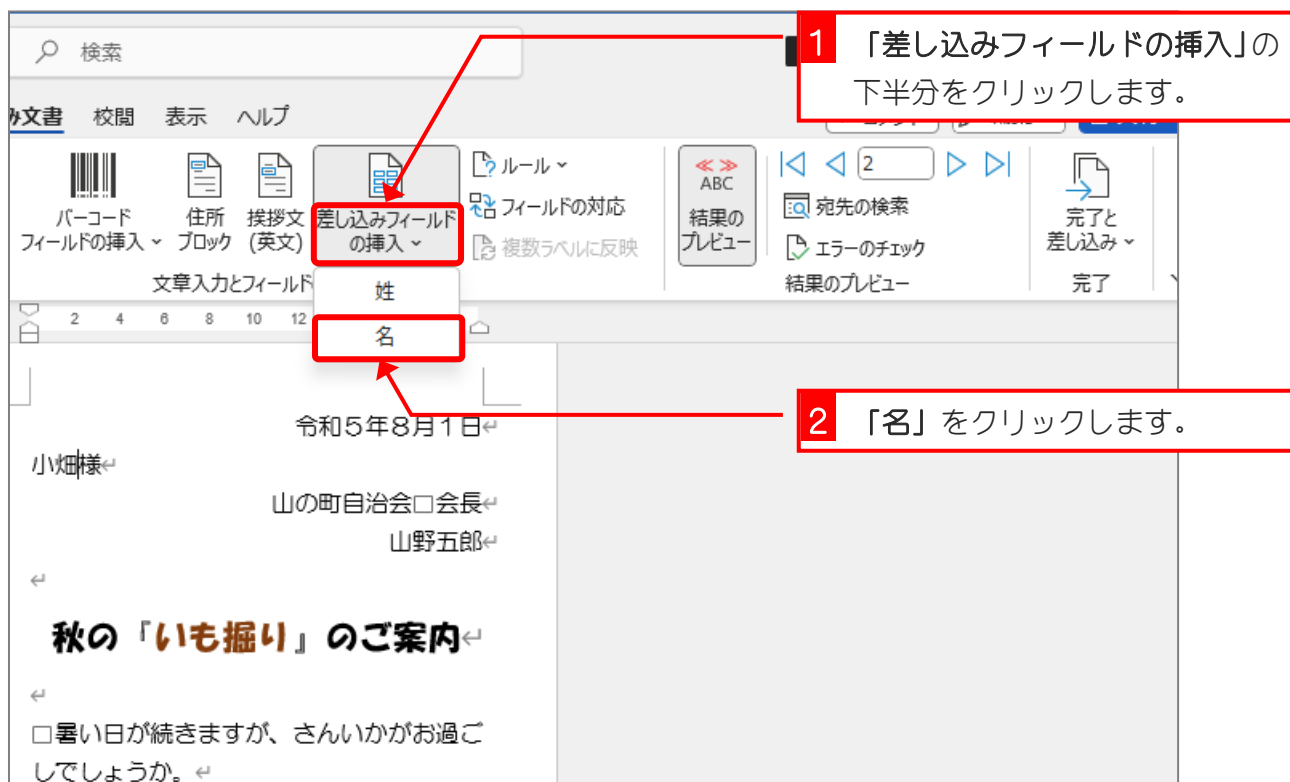 検索
1 「差し込みフィールドの挿入」の
下半分をクリックします。
み文書 校閲 表示 ヘルプ
バーコード
フィールドの挿入
住所
ブロック
挨拶文
(英文)
差し込みフィールド
の挿入
ルール
フィールドの対応
複数ラベルに反映
文章入力とフィールド
ABC
結果の
プレビュー
2
宛先の検索
エラーのチェック
結果のプレビュー
完了と
差し込み
完了
姓
名
2 4 6 8 10 12
2 「名」をクリックします。
令和5年8月1日↵
小畑様↵
山の町自治会□会長↵
山野五郎↵
↵
秋の『いも掘り』のご案内↵
↵
□暑い日が続きますが、さんいかがお過ご
しでしょうか。↵